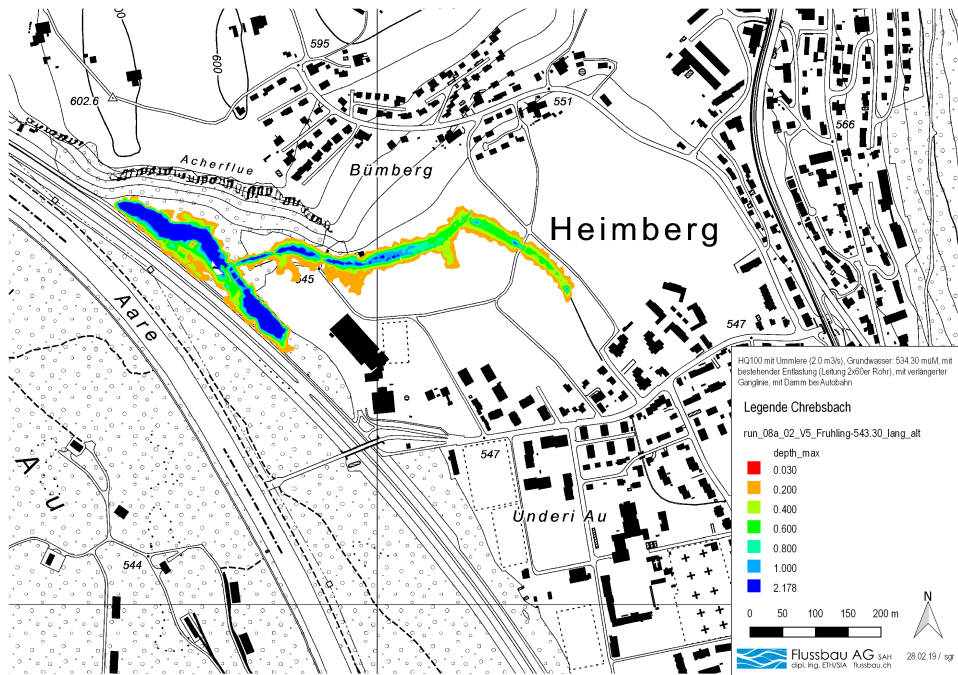 600
595
600
602.6
551
566
Acherflue
Bümberg
Heimberg
545
Aare
547
HQ100 mit Ummlere (2.0 m3/s), Grundwasser: 534.30 müM, mit
bestehender Entlastung (Leitung 2x60er Rohr), mit verlängerter
Ganglinie, mit Damm bei Autobahn
Legende Chrebsbach
run_08a_02_V5_Fruhling-543.30_lang_alt
depth_max
0.030
0.200
0.400
0.600
0.800
1.000
2.178
547
Au
Underi Au
544
0 50 100 150 200 m
N
Flussbau AG SAH
dipl. Ing. ETH/SIA flussbau.ch
28.02.19 / sgr